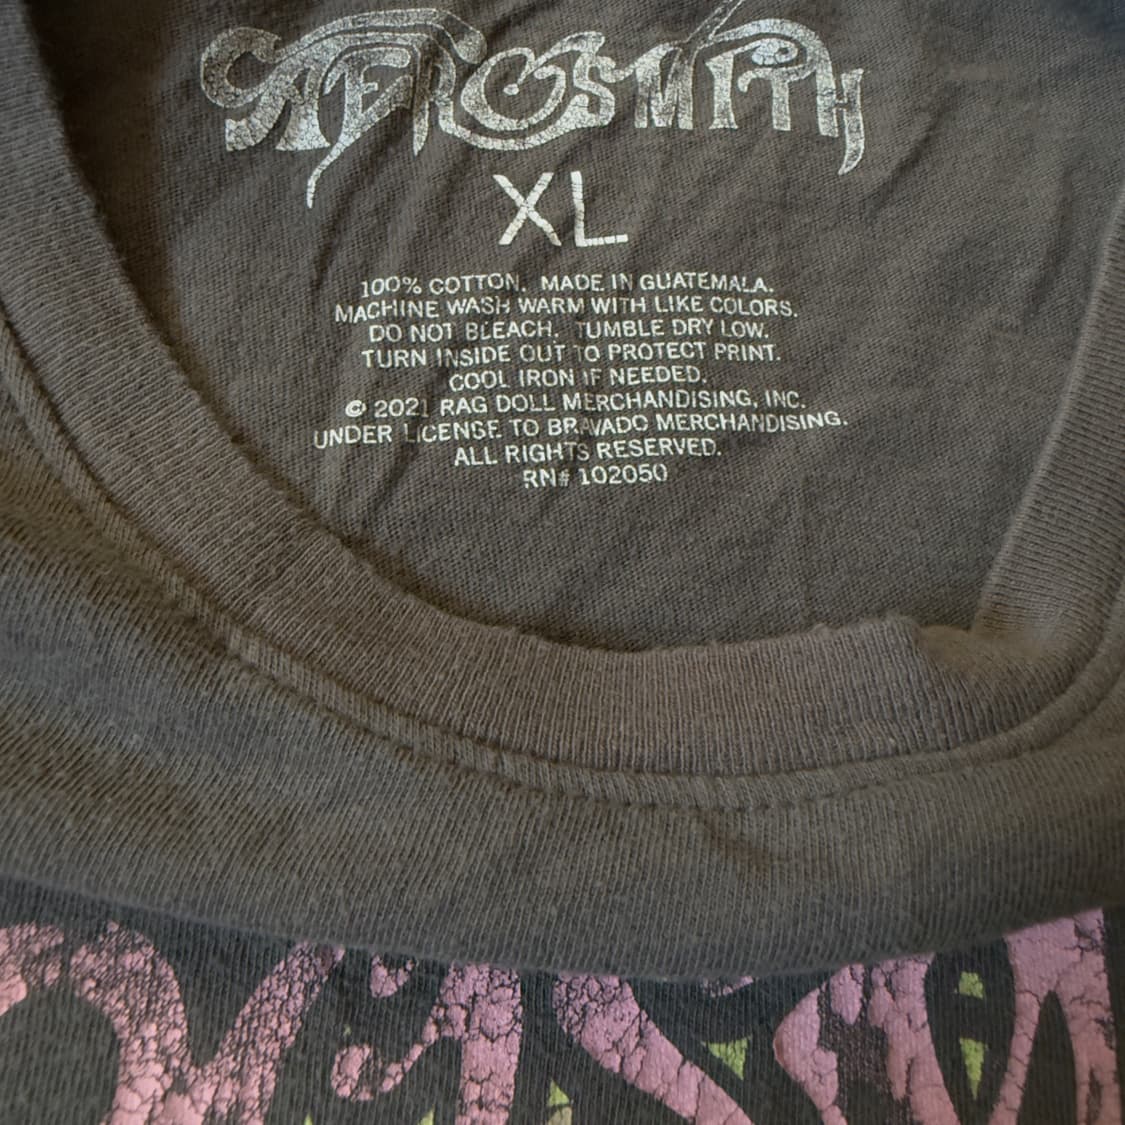 AEROSMITH
XL
100% COTTON. MADE IN GUATEMALA.
MACHINE WASH WARM WITH LIKE COLORS.
DO NOT BLEACH. TUMBLE DRY LOW.
TURN INSIDE OUT TO PROTECT PRINT.
COOL IRON IF NEEDED.
© 2021 RAG DOLL MERCHANDISING, INC.
UNDER LICENSE TO BRAVADO MERCHANDISING.
ALL RIGHTS RESERVED.
RN# 102050